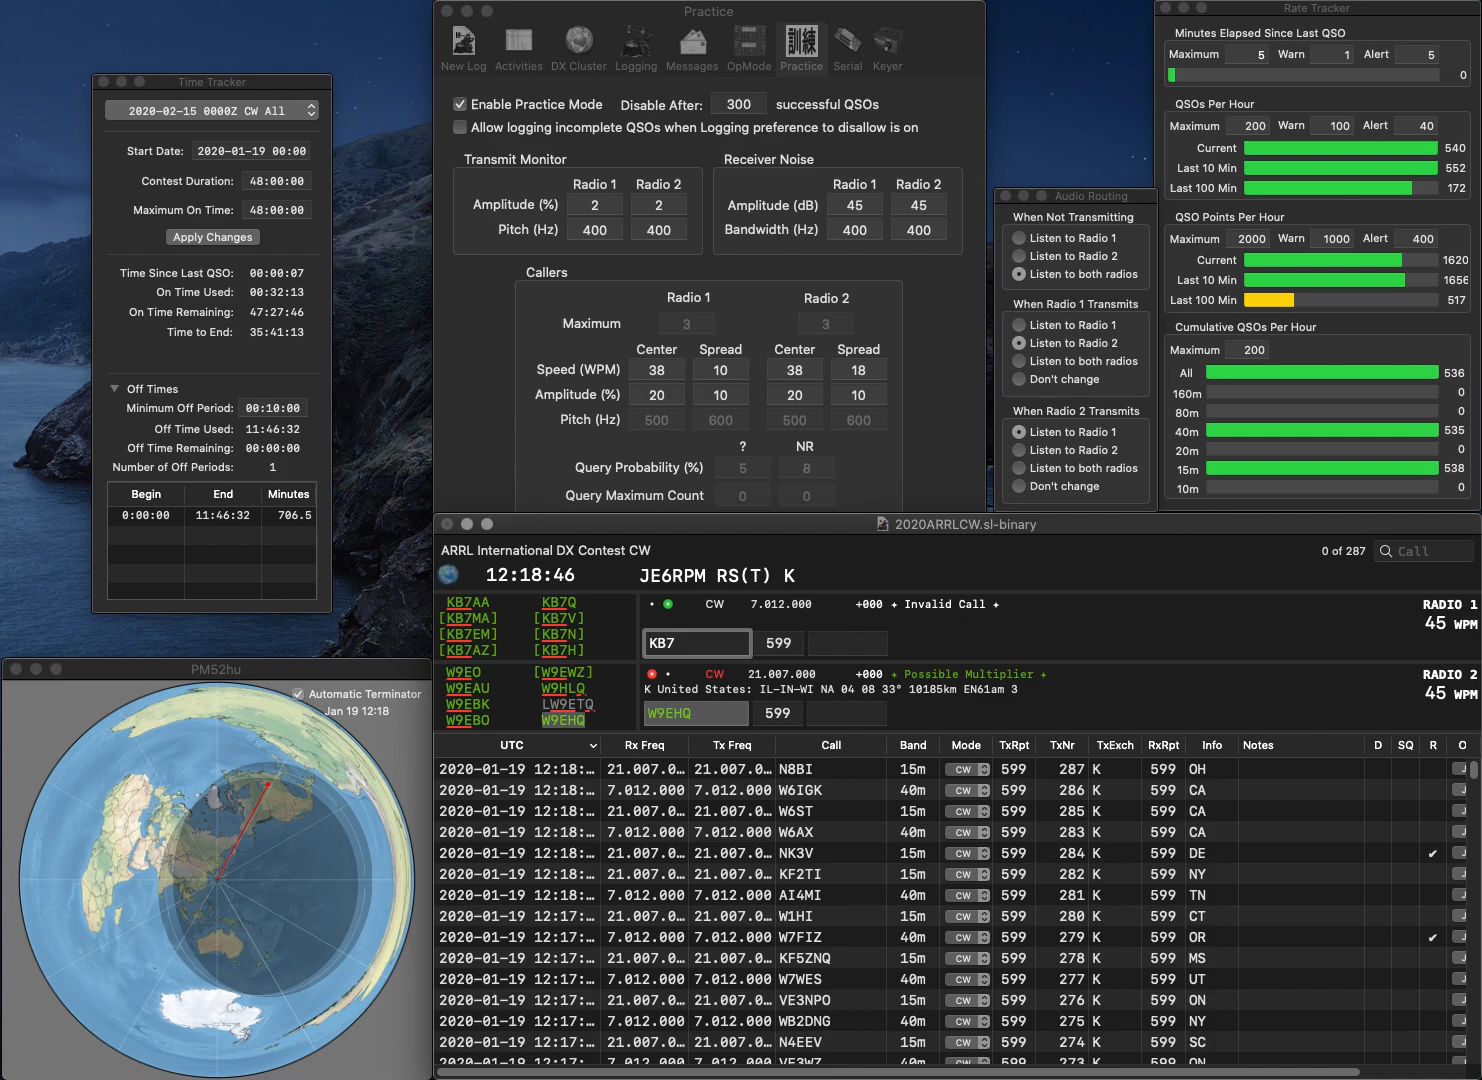 Time Tracker
2020-02-15 0000Z CW All
Start Date: 2020-01-19 00:00
Contest Duration: 48:00:00
Maximum On Time: 48:00:00
Apply Changes
Time Since Last QSO: 00:00:07
On Time Used: 00:32:13
On Time Remaining: 47:27:46
Time to End: 35:41:13
Off Times
Minimum Off Period: 00:10:00
Off Time Used: 11:46:32
Off Time Remaining: 00:00:00
Number of Off Periods: 1
Begin End Minutes
0:00:00 11:46:32 706.5
PM52hu
Automatic Terminator
Jan 19 12:18
Practice
New Log Activities DX Cluster Logging Messages OpMode Practice Serial Keyer
訓練
Enable Practice Mode Disable After: 300 successful QSOs
Allow logging incomplete QSOs when Logging preference to disallow is on
Transmit Monitor
Radio 1 Radio 2
Amplitude (%) 2 2
Pitch (Hz) 400 400
Receiver Noise
Radio 1 Radio 2
Amplitude (dB) 45 45
Bandwidth (Hz) 400 400
Callers
Radio 1 Radio 2
Maximum 3 3
Center Spread Center Spread
Speed (WPM) 38 10 38 18
Amplitude (%) 20 10 20 10
Pitch (Hz) 500 600 500 600
? NR
Query Probability (%) 5 8
Query Maximum Count 0 0
Audio Routing
When Not Transmitting
Listen to Radio 1
Listen to Radio 2
Listen to both radios
When Radio 1 Transmits
Listen to Radio 1
Listen to Radio 2
Listen to both radios
Don't change
When Radio 2 Transmits
Listen to Radio 1
Listen to Radio 2
Listen to both radios
Don't change
Rate Tracker
Minutes Elapsed Since Last QSO
Maximum 5 Warn 1 Alert 5
0
QSOs Per Hour
Maximum 200 Warn 100 Alert 40
Current 540
Last 10 Min 552
Last 100 Min 172
QSO Points Per Hour
Maximum 2000 Warn 1000 Alert 400
Current 1620
Last 10 Min 1656
Last 100 Min 517
Cumulative QSOs Per Hour
Maximum 200
All 536
160m 0
80m 0
40m 535
20m 0
15m 538
10m 0
2020ARRLCW.sl-binary
ARRL International DX Contest CW
0 of 287 Call
12:18:46 JE6RPM RS(T) K
KB7AA KB7Q
[KB7MA] [KB7V]
[KB7EM] [KB7N]
[KB7AZ] [KB7H]
CW 7.012.000 +000 ✦ Invalid Call ✦
KB7 599
RADIO 1
45 WPM
W9EO [W9EWZ]
W9EAU W9HLQ
W9EBK LW9ETQ
W9EBO W9EHQ
CW 21.007.000 +000 ✦ Possible Multiplier ✦
K United States: IL-IN-WI NA 04 08 33° 10185km EN61am 3
W9EHQ 599
RADIO 2
45 WPM
UTC Rx Freq Tx Freq Call Band Mode TxRpt TxNr TxExch RxRpt Info Notes D SQ R O
2020-01-19 12:18:... 21.007.0... 21.007.0... N8BI 15m CW 599 287 K 599 OH
2020-01-19 12:18:... 7.012.000 7.012.000 W6IGK 40m CW 599 286 K 599 CA
2020-01-19 12:18:... 21.007.0... 21.007.0... W6ST 15m CW 599 285 K 599 CA
2020-01-19 12:18:... 7.012.000 7.012.000 W6AX 40m CW 599 283 K 599 CA
2020-01-19 12:18:... 21.007.0... 21.007.0... NK3V 15m CW 599 284 K 599 DE ✔
2020-01-19 12:18:... 21.007.0... 21.007.0... KF2TI 15m CW 599 282 K 599 NY
2020-01-19 12:18:... 7.012.000 7.012.000 AI4MI 40m CW 599 281 K 599 TN
2020-01-19 12:17:... 21.007.0... 21.007.0... W1HI 15m CW 599 280 K 599 CT
2020-01-19 12:17:... 7.012.000 7.012.000 W7FIZ 40m CW 599 279 K 599 OR ✔
2020-01-19 12:17:... 21.007.0... 21.007.0... KF5ZNQ 15m CW 599 278 K 599 MS
2020-01-19 12:17:... 7.012.000 7.012.000 W7WES 40m CW 599 277 K 599 UT
2020-01-19 12:17:... 21.007.0... 21.007.0... VE3NPO 15m CW 599 276 K 599 ON
2020-01-19 12:17:... 7.012.000 7.012.000 WB2DNG 40m CW 599 275 K 599 NY
2020-01-19 12:17:... 21.007.0... 21.007.0... N4EEV 15m CW 599 274 K 599 SC
2020-01-19 12:17:... 7.012.000 7.012.000 VE3WZ 40m CW 599 273 K 599 ON